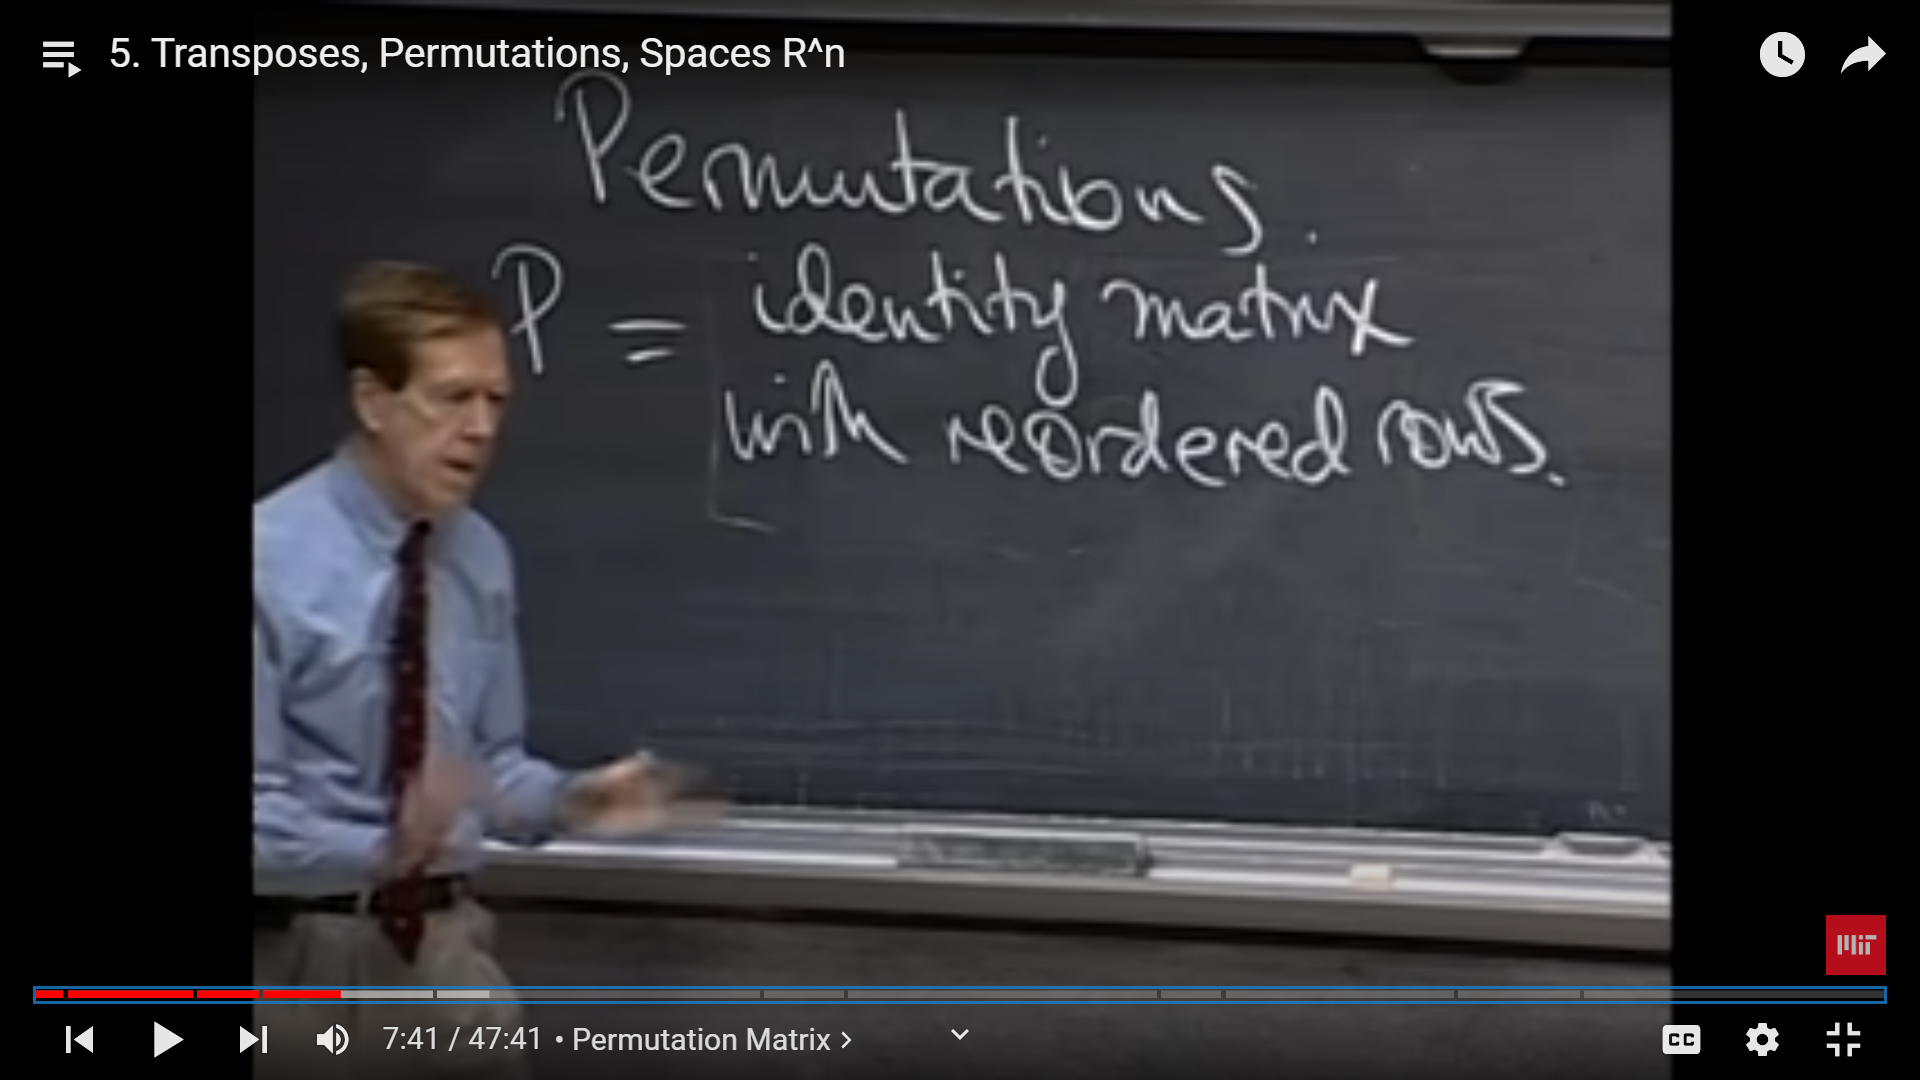 5. Transposes, Permutations, Spaces R^n
Permutations.
P = identity matrix
with reordered rows.
MIT
7:41 / 47:41 • Permutation Matrix
CC